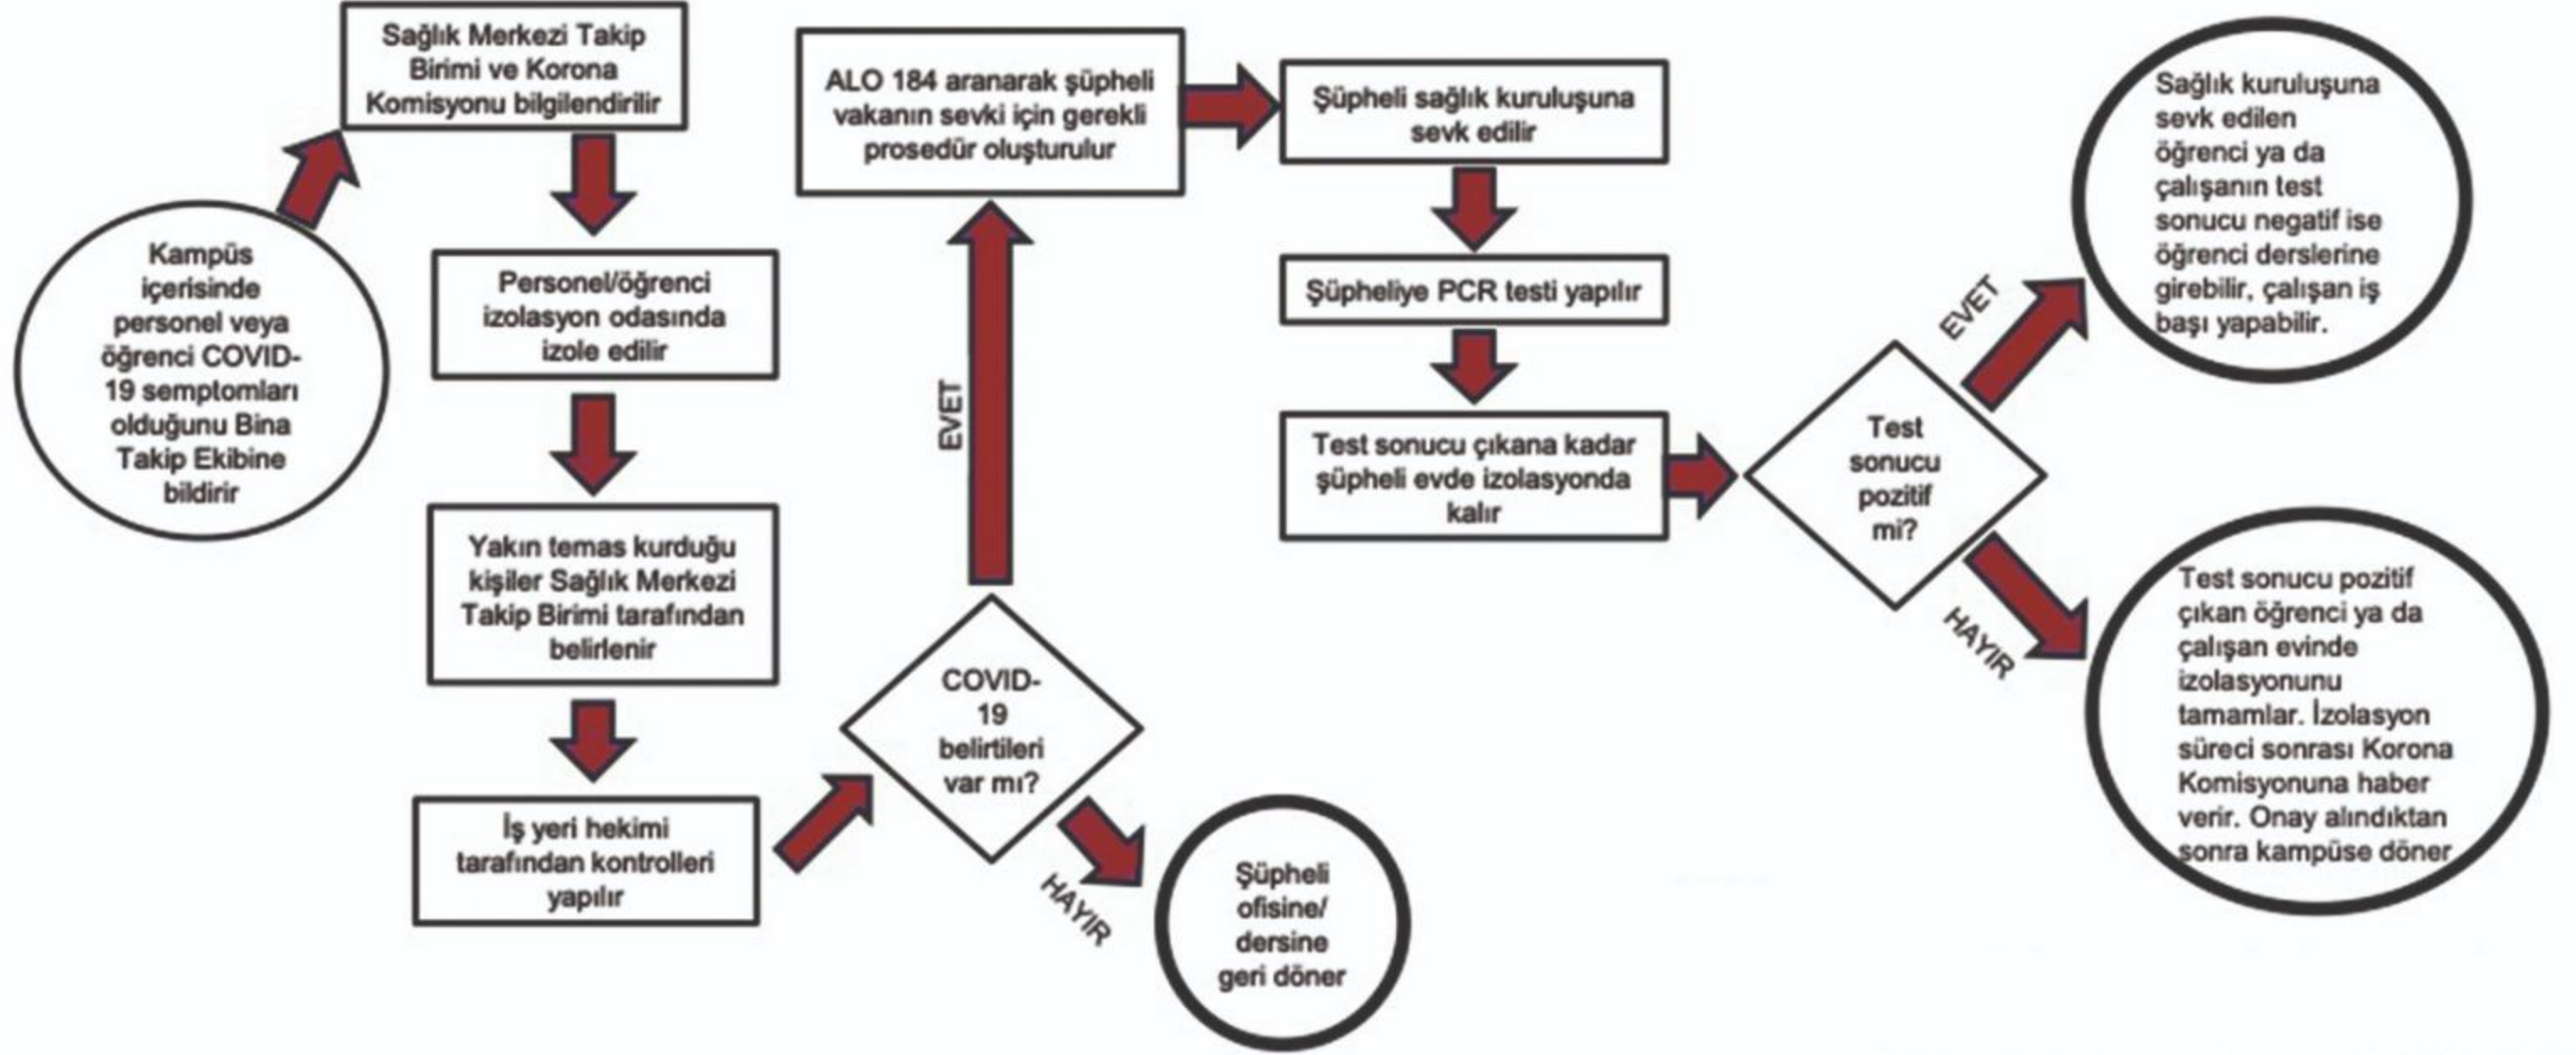 Kampüs
içerisinde
personel veya
öğrenci COVID-
19 semptomları
olduğunu Bina
Takip Ekibine
bildirir
Sağlık Merkezi Takip
Birimi ve Korona
Komisyonu bilgilendirilir
Personel/öğrenci
izolasyon odasında
izole edilir
Yakın temas kurduğu
kişiler Sağlık Merkezi
Takip Birimi tarafından
belirlenir
İş yeri hekimi
tarafından kontrolleri
yapılır
COVID-
19
belirtileri
var mı?
HAYIR
Şüpheli
ofisine/
dersine
geri döner
EVET
ALO 184 aranarak şüpheli
vakanın sevki için gerekli
prosedür oluşturulur
Şüpheli sağlık kuruluşuna
sevk edilir
Şüpheliye PCR testi yapılır
Test sonucu çıkana kadar
şüpheli evde izolasyonda
kalır
Test
sonucu
pozitif
mi?
EVET
Sağlık kuruluşuna
sevk edilen
öğrenci ya da
çalışanın test
sonucu negatif ise
öğrenci derslerine
girebilir, çalışan iş
başı yapabilir.
HAYIR
Test sonucu pozitif
çıkan öğrenci ya da
çalışan evinde
izolasyonunu
tamamlar. İzolasyon
süreci sonrası Korona
Komisyonuna haber
verir. Onay alındıktan
sonra kampüse döner